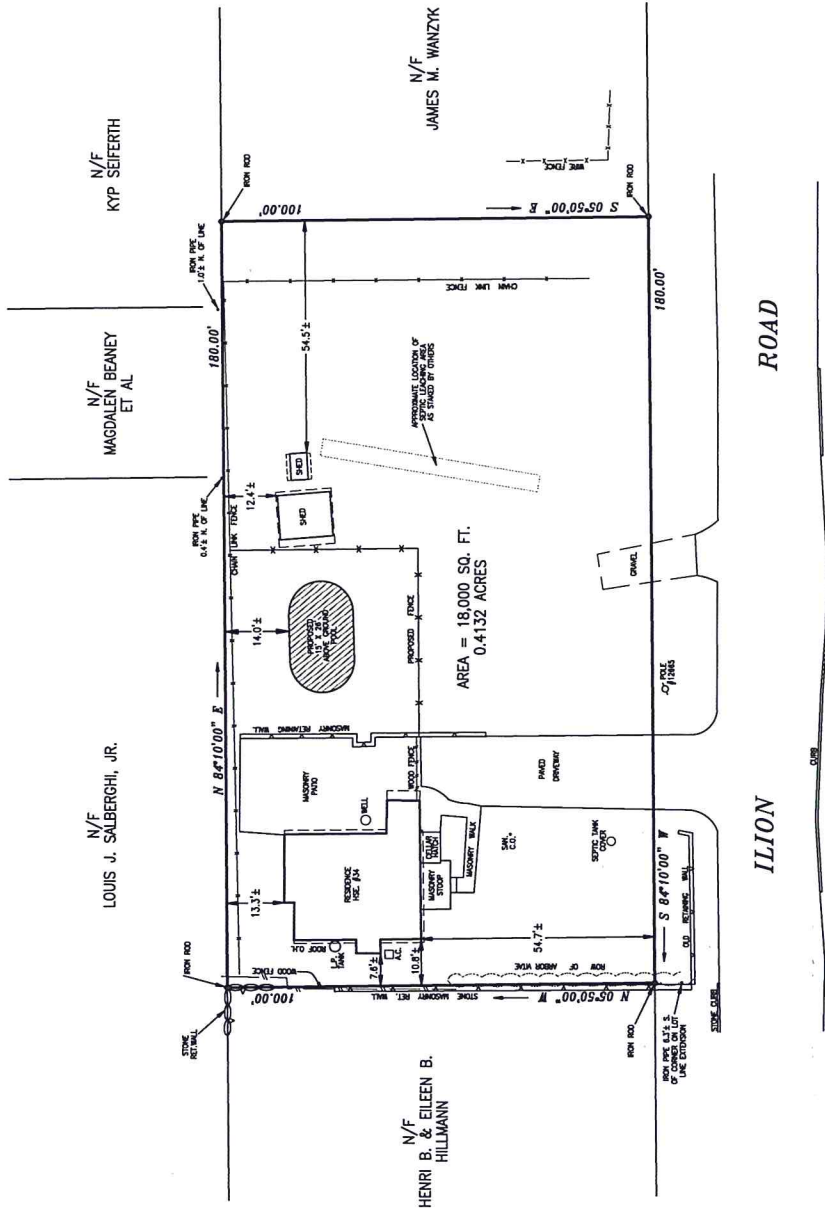 N/F
KYP SEIFERTH
N/F
JAMES M. WANZYK
N/F
MAGDALEN BEANEY
ET AL
N/F
LOUIS J. SALBERGHI, JR.
N/F
HENRI B. & EILEEN B.
HILLMANN
IRON PIPE
1.0'± N. OF LINE
IRON ROD
IRON PIPE
0.4'± N. OF LINE
IRON ROD
STONE
RET.WALL
N 84°10'00" E
180.00'
100.00'
S 05°50'00" E
WIRE FENCE
IRON ROD
CHAIN LINK FENCE
54.5'±
APPROXIMATE LOCATION OF
SEPTIC LEACHING AREA
AS STAKED BY OTHERS
SHED
SHED
12.4'±
CHAIN LINK FENCE
14.0'±
PROPOSED
15' X 26'
ABOVE GROUND
POOL
PROPOSED FENCE
AREA = 18,000 SQ. FT.
0.4132 ACRES
MASONRY RETAINING WALL
MASONRY
PATIO
WELL
WOOD FENCE
13.3'±
RESIDENCE
HSE. #34
ROOF O.H.
L.P.
TANK
A.C.
7.6'±
10.8'±
CELLAR
HATCH
MASONRY
STOOP
MASONRY WALK
SAN.
C.O.
SEPTIC TANK
COVER
PAVED
DRIVEWAY
GRAVEL
POLE
#12665
54.7'±
WOOD FENCE
100.00'
STONE MASONRY RET. WALL
N 05°50'00" W
ROW OF ARBOR VITAE
S 84°10'00" W
180.00'
OLD RETAINING WALL
IRON ROD
IRON PIPE 6.3'± S.
OF CORNER ON LOT
LINE EXTENSION
STONE CURB
CURB
ILION
ROAD